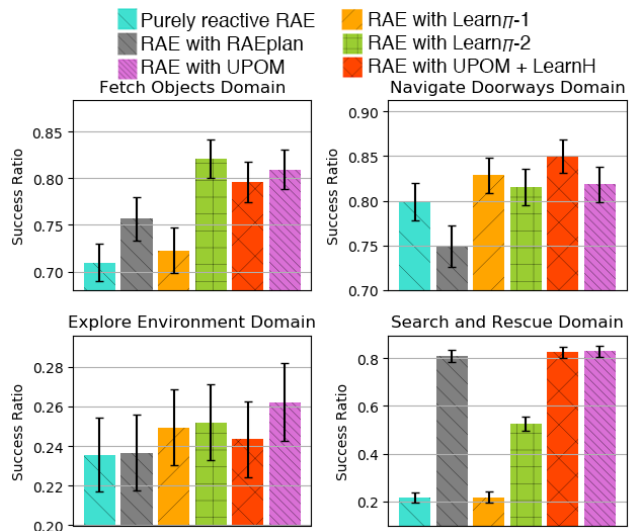 Purely reactive RAE
RAE with RAEplan
RAE with UPOM
RAE with Learnπ-1
RAE with Learnπ-2
RAE with UPOM + LearnH
Fetch Objects Domain
Success Ratio
0.85
0.80
0.75
0.70
Navigate Doorways Domain
Success Ratio
0.90
0.85
0.80
0.75
0.70
Explore Environment Domain
Success Ratio
0.28
0.26
0.24
0.22
0.20
Search and Rescue Domain
Success Ratio
0.8
0.6
0.4
0.2